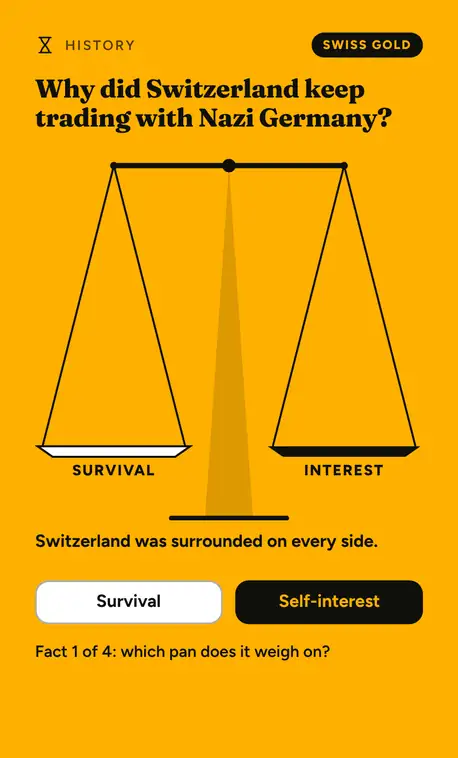 HISTORY
SWISS GOLD
Why did Switzerland keep
trading with Nazi Germany?
SURVIVAL
INTEREST
Switzerland was surrounded on every side.
Survival
Self-interest
Fact 1 of 4: which pan does it weigh on?